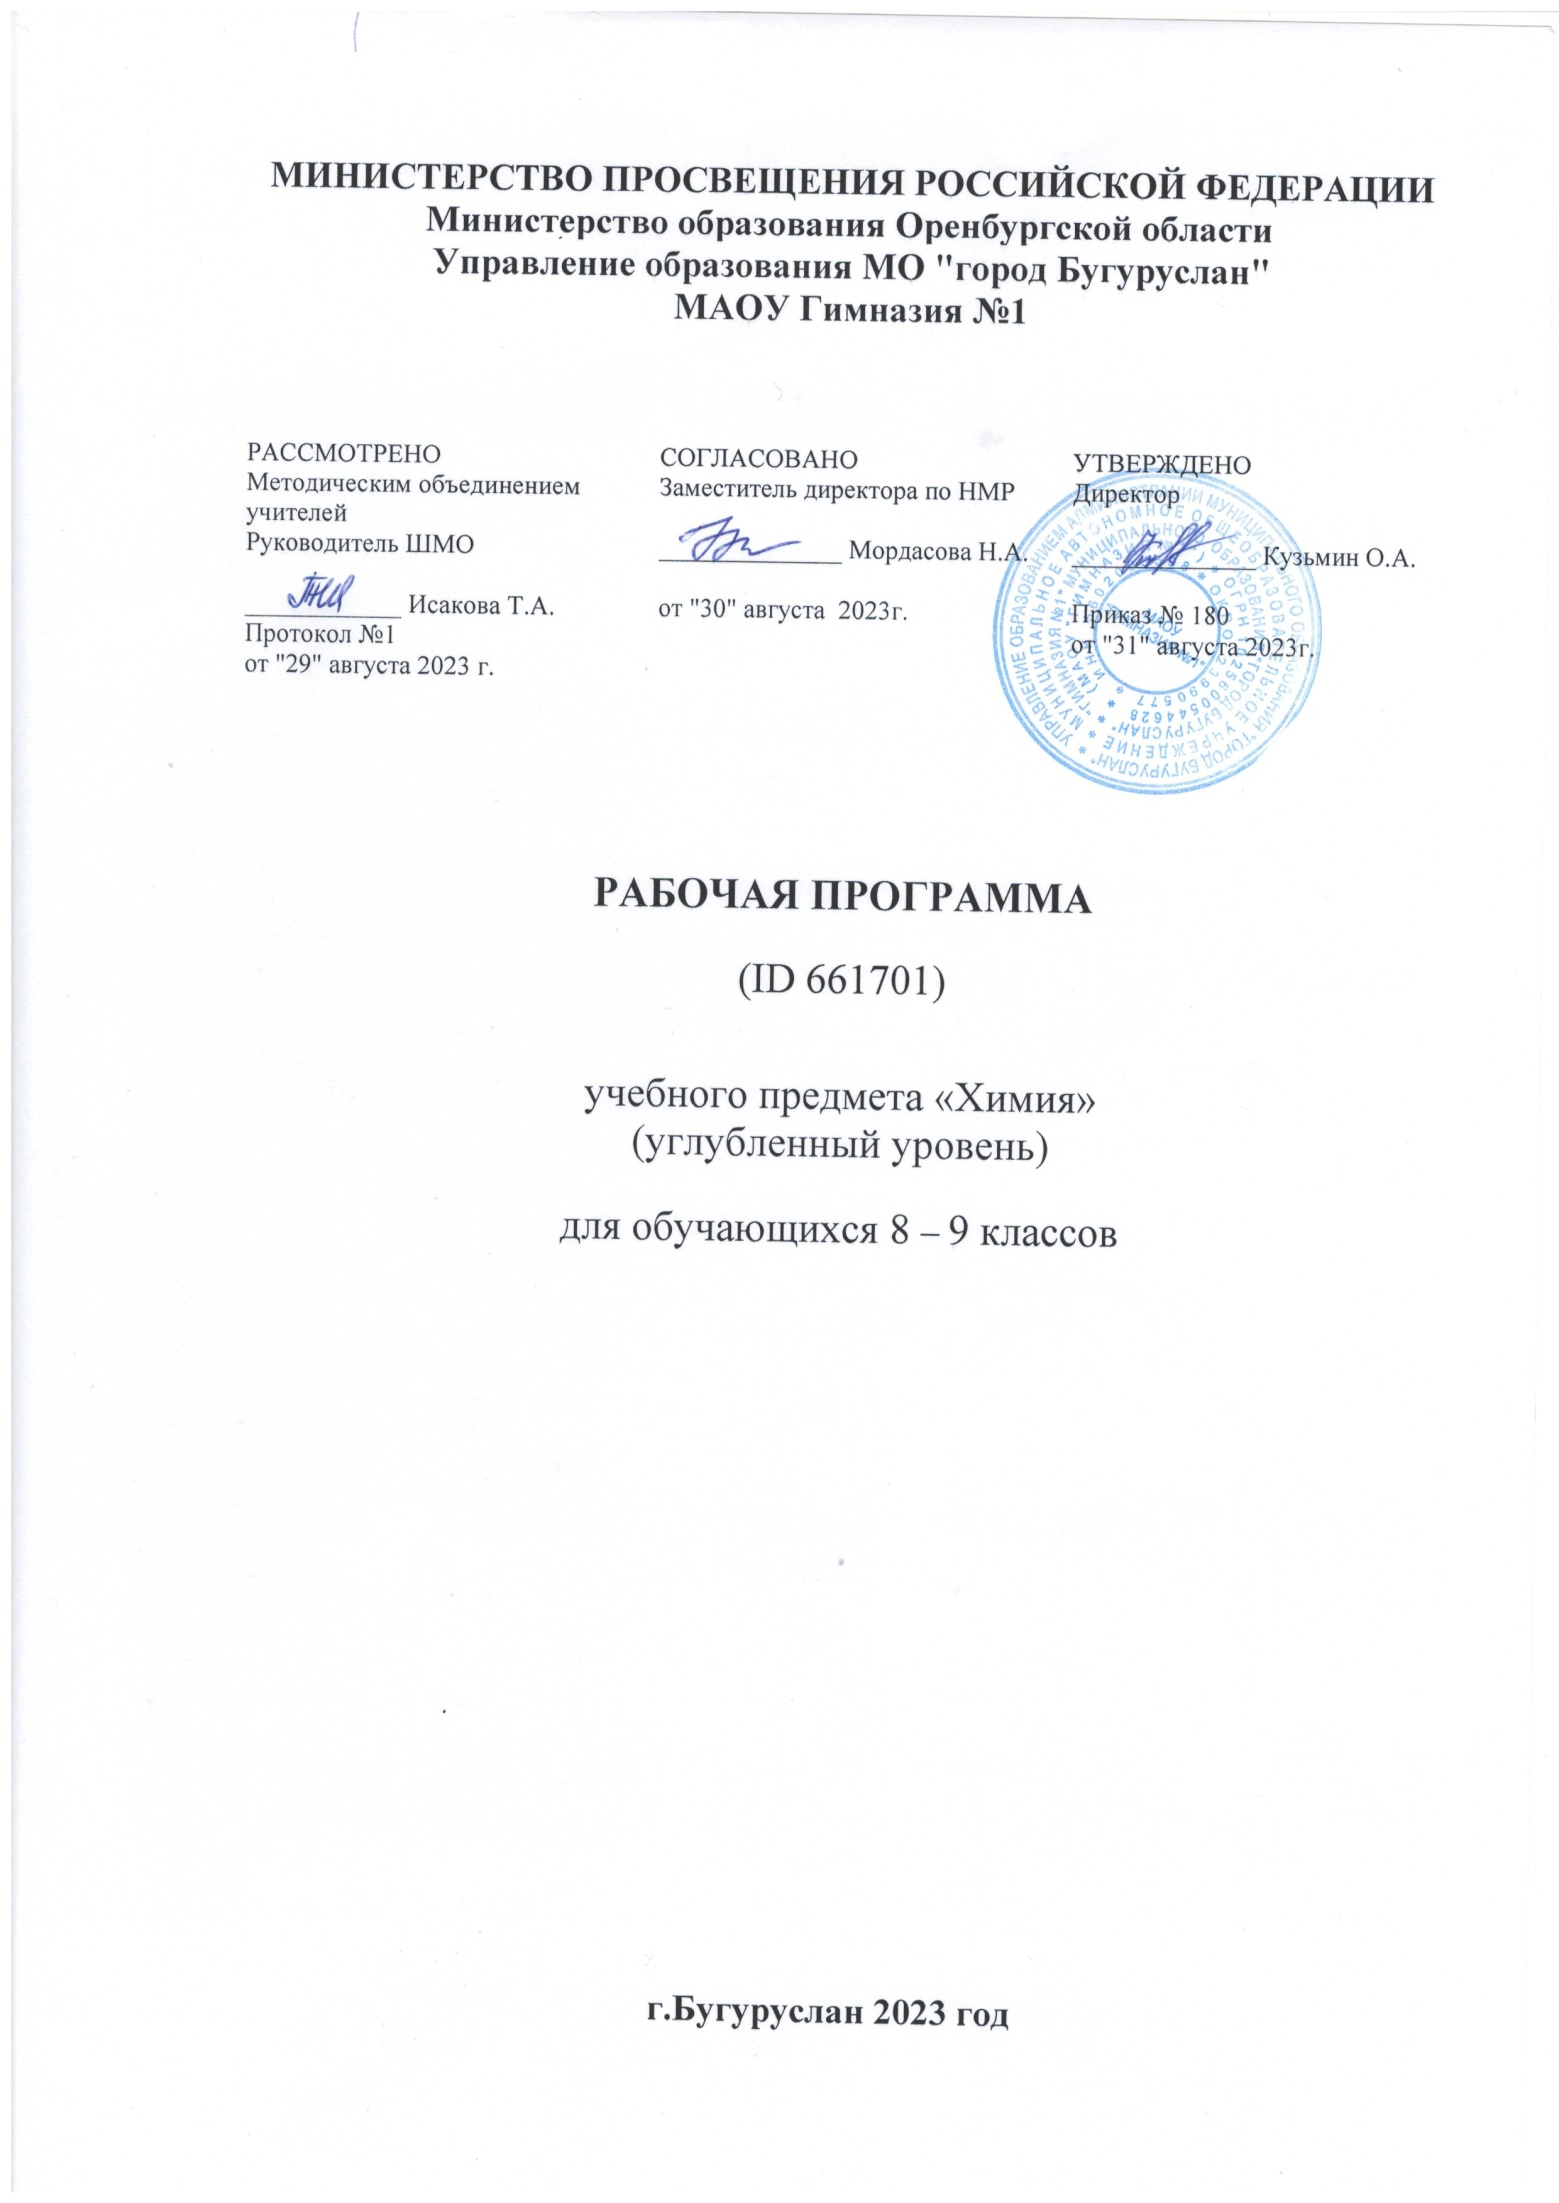 МИНИСТЕРСТВО ПРОСВЕЩЕНИЯ РОССИЙСКОЙ ФЕДЕРАЦИИ
Министерство образования Оренбургской области
Управление образования МО "город Бугуруслан"
МАОУ Гимназия №1
РАССМОТРЕНО
Методическим объединением
учителей
Руководитель ШМО
____________ Исакова Т.А.
Протокол №1
от "29" августа 2023 г.
СОГЛАСОВАНО
Заместитель директора по НМР
______________ Мордасова Н.А.
от "30" августа 2023г.
УТВЕРЖДЕНО
Директор
______________ Кузьмин О.А.
Приказ № 180
от "31" августа 2023г.
РАБОЧАЯ ПРОГРАММА
(ID 661701)
учебного предмета «Химия»
(углубленный уровень)
для обучающихся 8 – 9 классов
г.Бугуруслан 2023 год